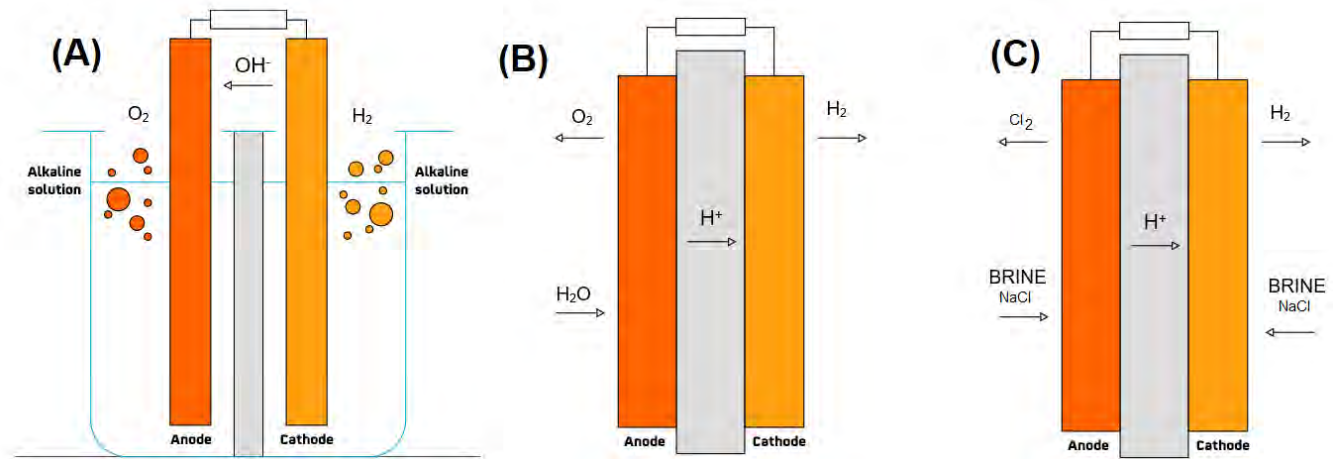 (A)
OH-
O2
H2
Alkaline
solution
Alkaline
solution
Anode
Cathode
(B)
O2
H2
H+
H2O
Anode
Cathode
(C)
Cl2
H2
H+
BRINE
NaCl
BRINE
NaCl
Anode
Cathode